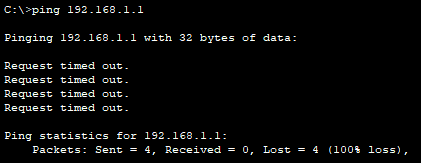 C:\>ping 192.168.1.1
Pinging 192.168.1.1 with 32 bytes of data:
Request timed out.
Request timed out.
Request timed out.
Request timed out.
Ping statistics for 192.168.1.1:
    Packets: Sent = 4, Received = 0, Lost = 4 (100% loss),